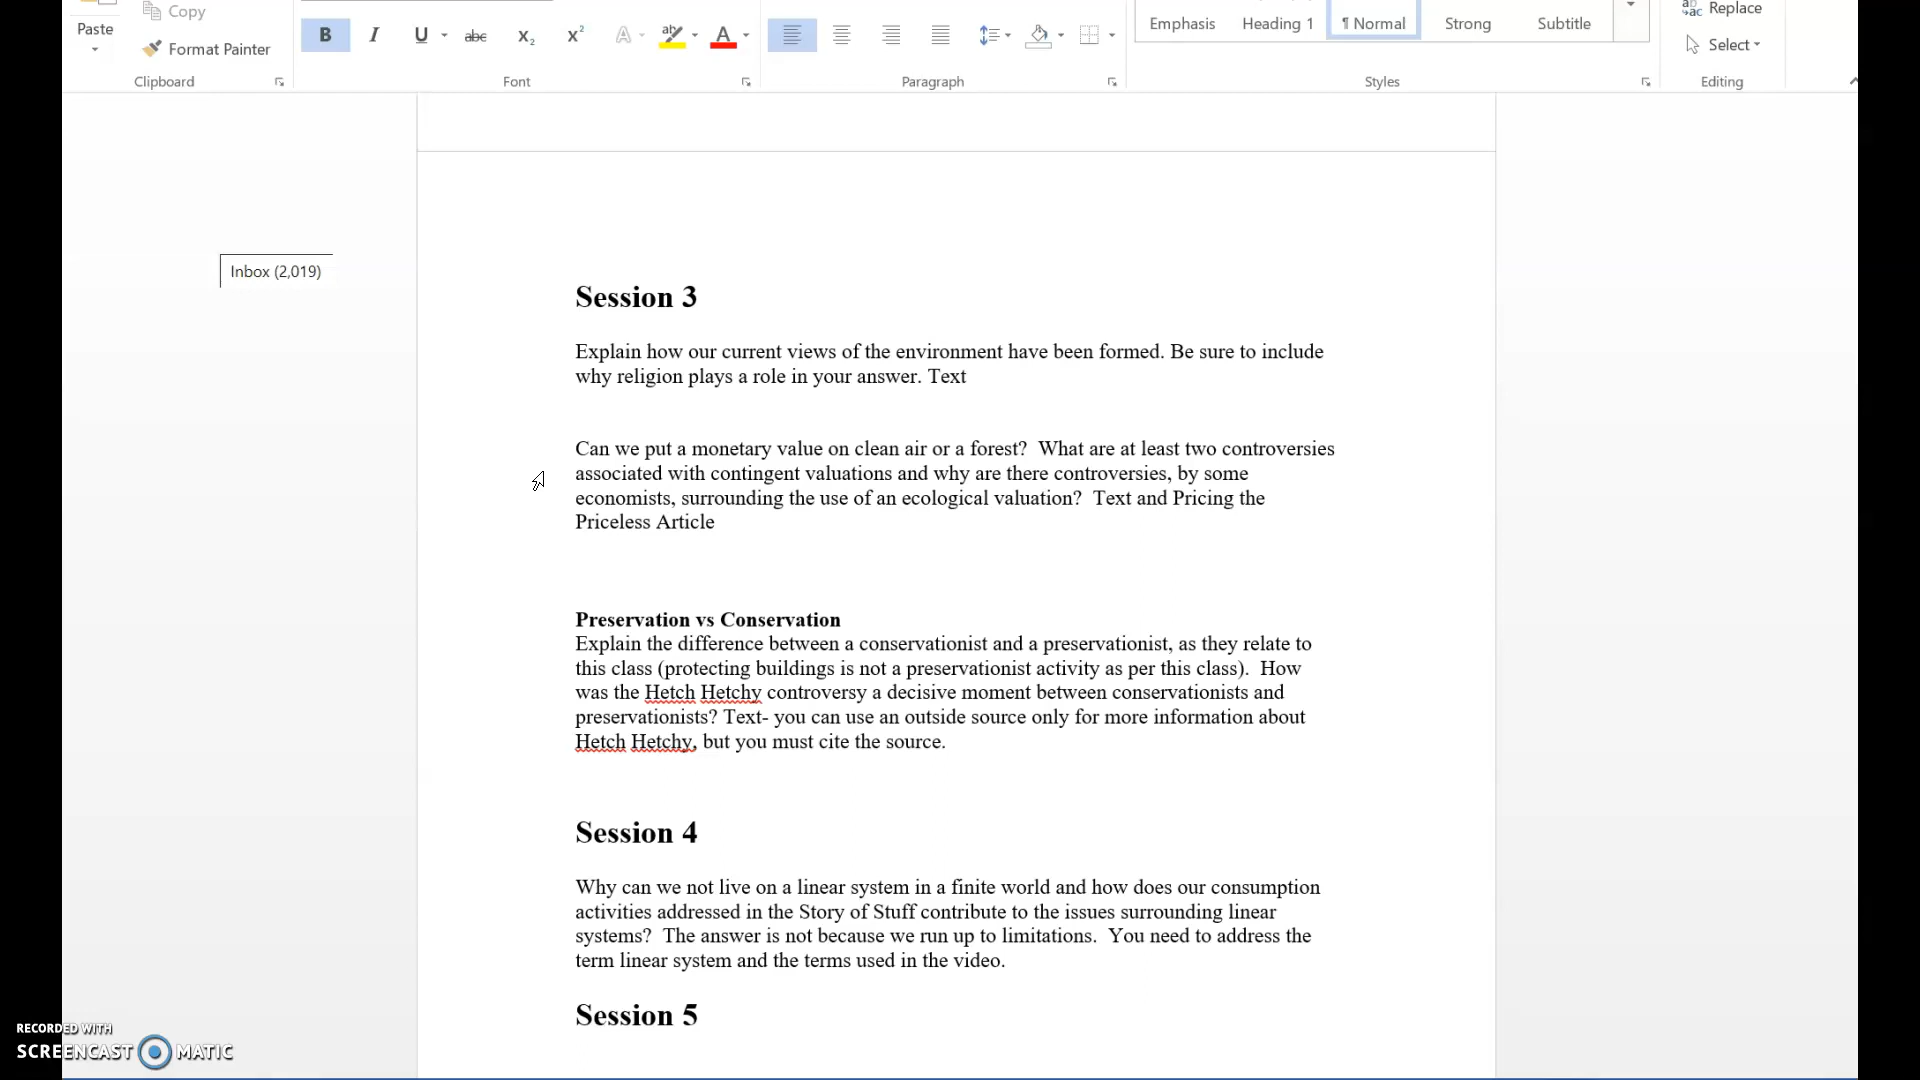 Paste
Copy
Format Painter
Clipboard
B I U abc X2 X2 A aby A
Font
Paragraph
Emphasis Heading 1 ¶ Normal Strong Subtitle
Styles
abac Replace
Select
Editing
Inbox (2,019)
Session 3
Explain how our current views of the environment have been formed. Be sure to include
why religion plays a role in your answer. Text
Can we put a monetary value on clean air or a forest?  What are at least two controversies
associated with contingent valuations and why are there controversies, by some
economists, surrounding the use of an ecological valuation?  Text and Pricing the
Priceless Article
Preservation vs Conservation
Explain the difference between a conservationist and a preservationist, as they relate to
this class (protecting buildings is not a preservationist activity as per this class).  How
was the Hetch Hetchy controversy a decisive moment between conservationists and
preservationists? Text- you can use an outside source only for more information about
Hetch Hetchy, but you must cite the source.
Session 4
Why can we not live on a linear system in a finite world and how does our consumption
activities addressed in the Story of Stuff contribute to the issues surrounding linear
systems?  The answer is not because we run up to limitations.  You need to address the
term linear system and the terms used in the video.
Session 5
RECORDED WITH
SCREENCAST MATIC